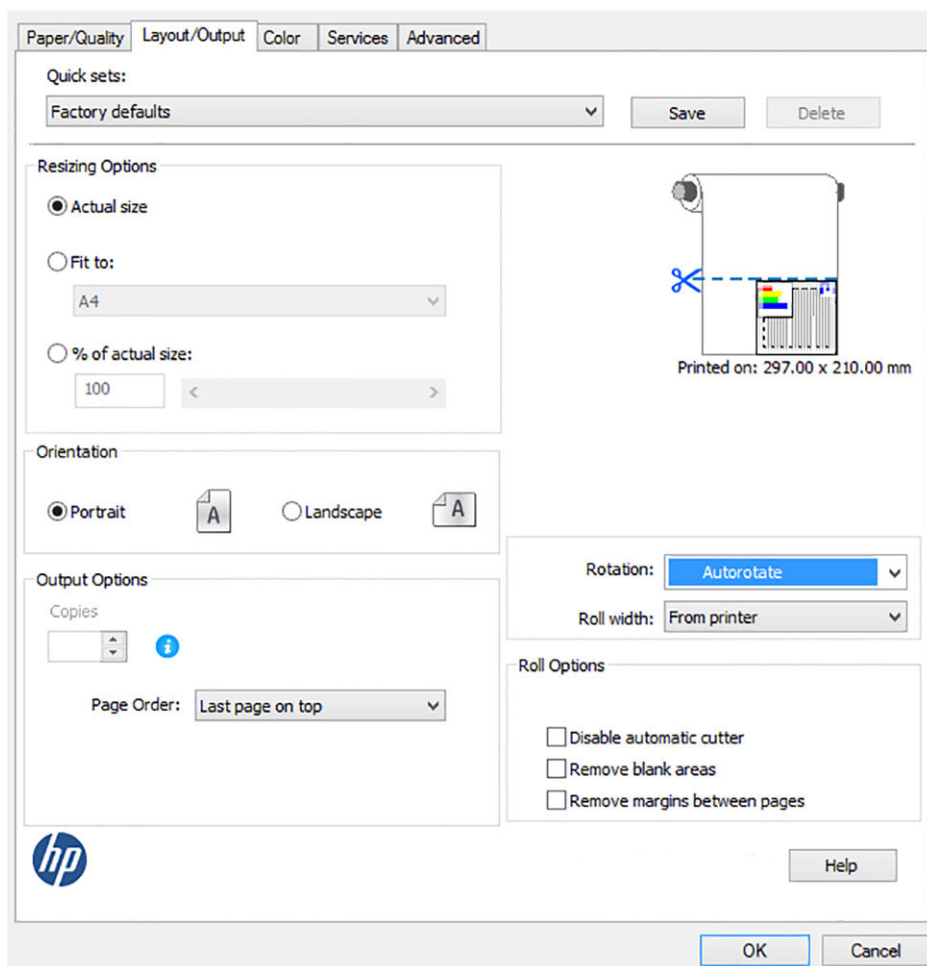 Paper/Quality Layout/Output Color Services Advanced
Quick sets:
Factory defaults Save Delete
Resizing Options
Actual size
Fit to:
A4
% of actual size:
100
Printed on: 297.00 x 210.00 mm
Orientation
Portrait A Landscape A
Rotation: Autorotate
Roll width: From printer
Output Options
Copies
i
Page Order: Last page on top
Roll Options
Disable automatic cutter
Remove blank areas
Remove margins between pages
hp
Help
OK Cancel